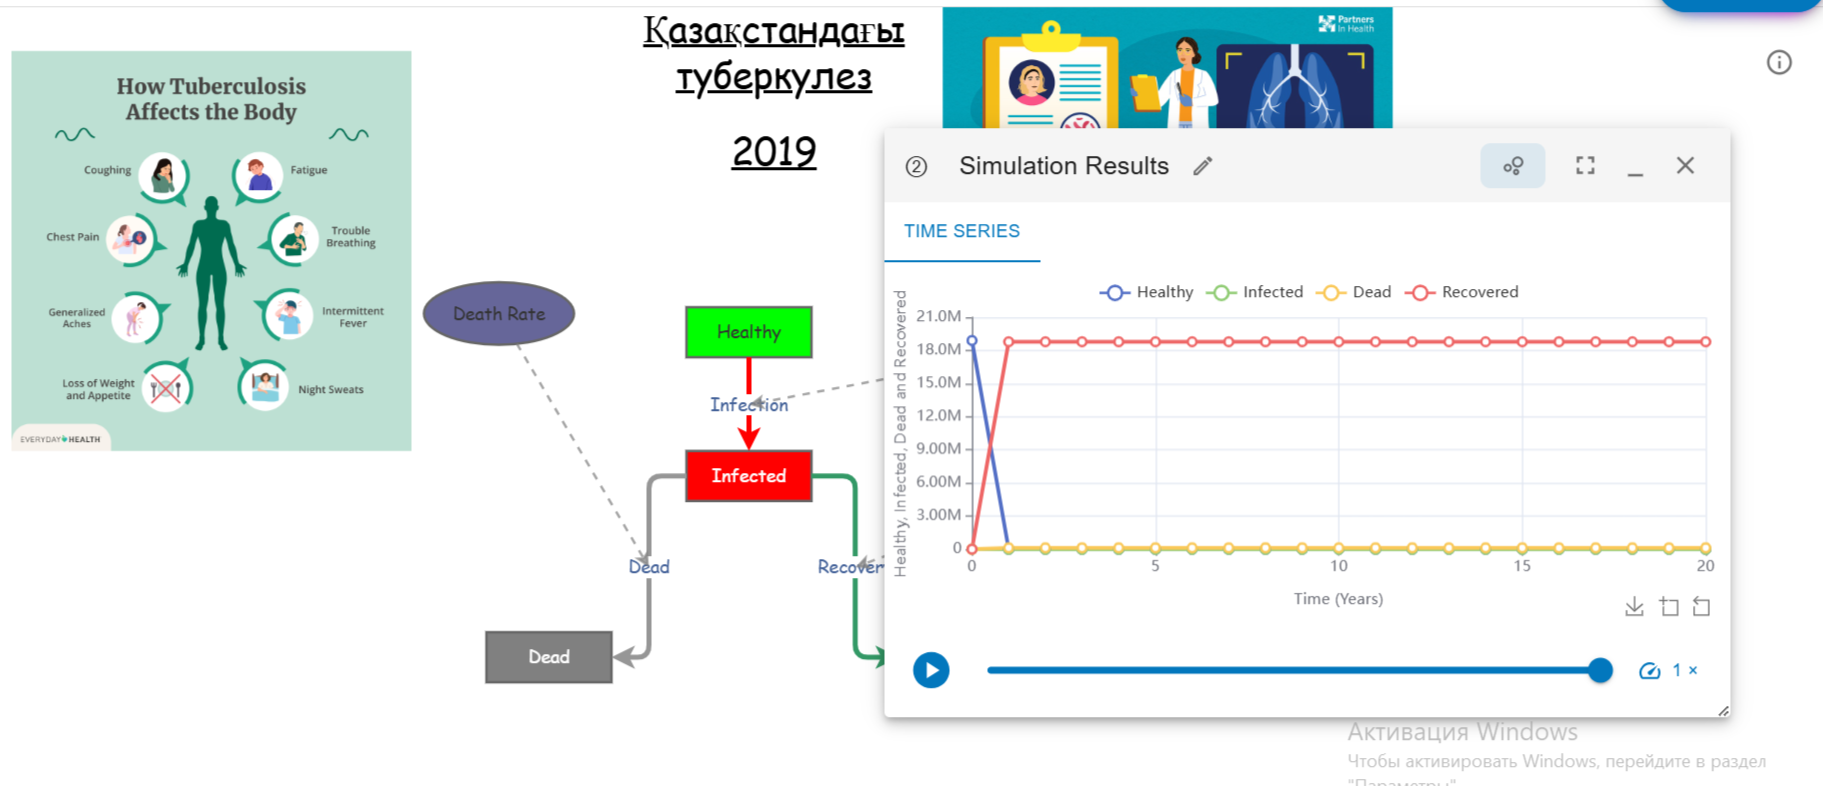 Қазақстандағы
туберкулез
2019
How Tuberculosis
Affects the Body
Coughing
Fatigue
Chest Pain
Trouble
Breathing
Generalized
Aches
Intermittent
Fever
Loss of Weight
and Appetite
Night Sweats
EVERYDAY HEALTH
Partners
In Health
Death Rate
Healthy
Infection
Infected
Dead
Recover
Dead
2 Simulation Results
TIME SERIES
Healthy Infected Dead Recovered
Healthy, Infected, Dead and Recovered
21.0M
18.0M
15.0M
12.0M
9.00M
6.00M
3.00M
0
0 5 10 15 20
Time (Years)
1 ×
Активация Windows
Чтобы активировать Windows, перейдите в раздел
"Параметры"